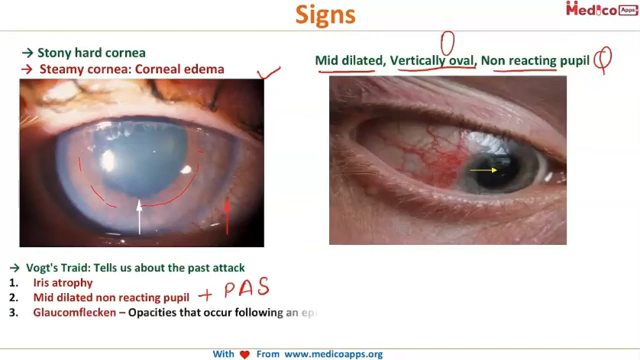 Signs
Medico Apps
→ Stony hard cornea
→ Steamy cornea: Corneal edema
Mid dilated, Vertically oval, Non reacting pupil
→ Vogt's Traid: Tells us about the past attack
1. Iris atrophy
2. Mid dilated non reacting pupil + PAS
3. Glaucomflecken – Opacities that occur following an
With From www.medicoapps.org